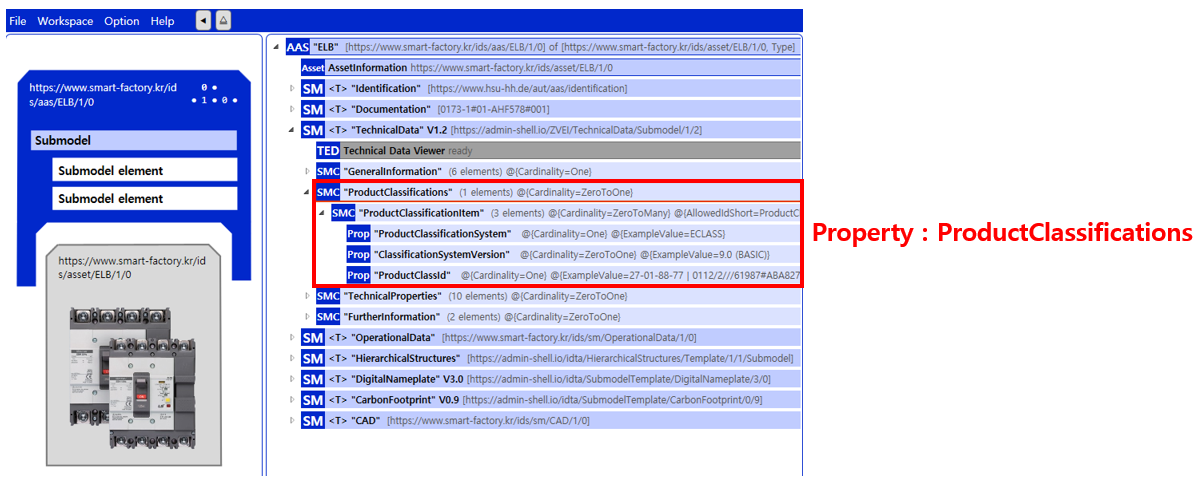 File Workspace Option Help
https://www.smart-factory.kr/id
s/aas/ELB/1/0
0
1 0
Submodel
Submodel element
Submodel element
https://www.smart-factory.kr/id
s/asset/ELB/1/0
AAS "ELB" [https://www.smart-factory.kr/ids/aas/ELB/1/0] of [https://www.smart-factory.kr/ids/asset/ELB/1/0, Type]
Asset AssetInformation https://www.smart-factory.kr/ids/asset/ELB/1/0
SM <T> "Identification" [https://www.hsu-hh.de/aut/aas/identification]
SM <T> "Documentation" [0173-1#01-AHF578#001]
SM <T> "TechnicalData" V1.2 [https://admin-shell.io/ZVEI/TechnicalData/Submodel/1/2]
TED Technical Data Viewer ready
SMC "GeneralInformation" (6 elements) @{Cardinality=One}
SMC "ProductClassifications" (1 elements) @{Cardinality=ZeroToOne}
SMC "ProductClassificationItem" (3 elements) @{Cardinality=ZeroToMany} @{AllowedIdShort=ProductC
Prop "ProductClassificationSystem" @{Cardinality=One} @{ExampleValue=ECLASS}
Prop "ClassificationSystemVersion" @{Cardinality=ZeroToOne} @{ExampleValue=9.0 (BASIC)}
Prop "ProductClassId" @{Cardinality=One} @{ExampleValue=27-01-88-77 | 0112/2///61987#ABA827
SMC "TechnicalProperties" (10 elements) @{Cardinality=ZeroToOne}
SMC "FurtherInformation" (2 elements) @{Cardinality=ZeroToOne}
SM <T> "OperationalData" [https://www.smart-factory.kr/ids/sm/OperationalData/1/0]
SM <T> "HierarchicalStructures" [https://admin-shell.io/idta/HierarchicalStructures/Template/1/1/Submodel]
SM <T> "DigitalNameplate" V3.0 [https://admin-shell.io/idta/SubmodelTemplate/DigitalNameplate/3/0]
SM <T> "CarbonFootprint" V0.9 [https://admin-shell.io/idta/SubmodelTemplate/CarbonFootprint/0/9]
SM <T> "CAD" [https://www.smart-factory.kr/ids/sm/CAD/1/0]
Property : ProductClassifications